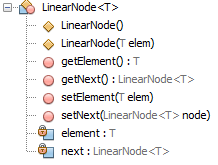 LinearNode<T>
LinearNode()
LinearNode(T elem)
getElement() : T
getNext() : LinearNode<T>
setElement(T elem)
setNext(LinearNode<T> node)
element : T
next : LinearNode<T>